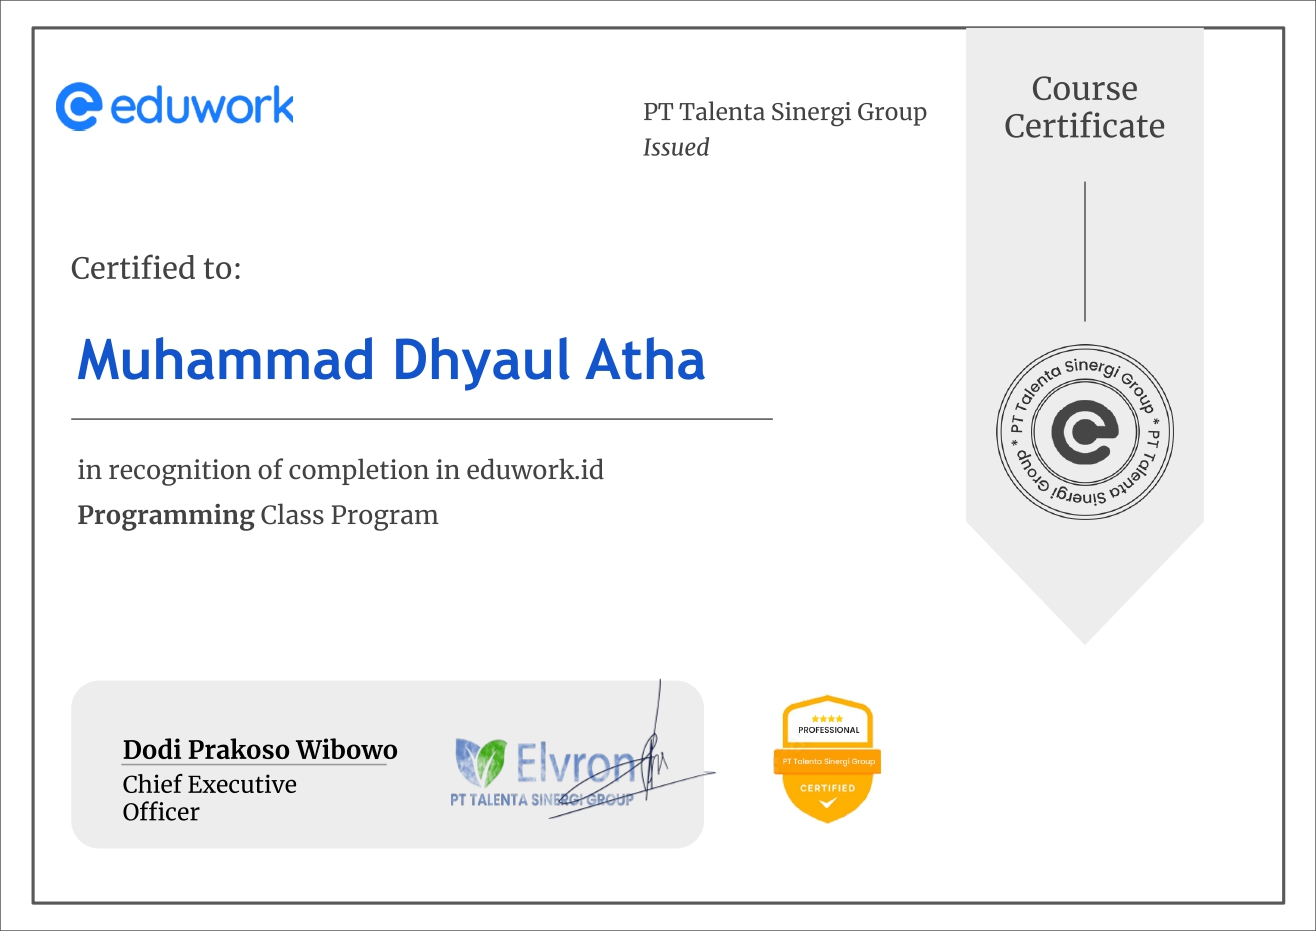 eduwork
PT Talenta Sinergi Group
Issued
Course
Certificate
Certified to:
Muhammad Dhyaul Atha
PT Talenta Sinergi Group * PT Talenta Sinergi Group *
in recognition of completion in eduwork.id
Programming Class Program
Dodi Prakoso Wibowo
Chief Executive
Officer
Elvron
PT TALENTA SINERGI GROUP
PROFESSIONAL
PT Talenta Sinergi Group
CERTIFIED